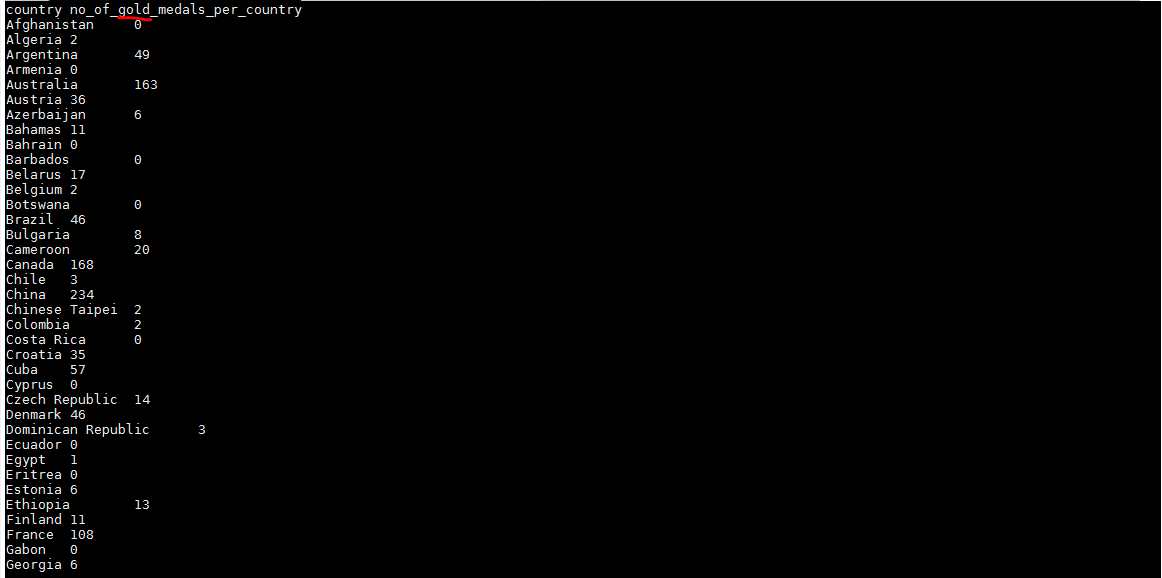 country no_of_gold_medals_per_country
Afghanistan 0
Algeria 2
Argentina 49
Armenia 0
Australia 163
Austria 36
Azerbaijan 6
Bahamas 11
Bahrain 0
Barbados 0
Belarus 17
Belgium 2
Botswana 0
Brazil 46
Bulgaria 8
Cameroon 20
Canada 168
Chile 3
China 234
Chinese Taipei 2
Colombia 2
Costa Rica 0
Croatia 35
Cuba 57
Cyprus 0
Czech Republic 14
Denmark 46
Dominican Republic 3
Ecuador 0
Egypt 1
Eritrea 0
Estonia 6
Ethiopia 13
Finland 11
France 108
Gabon 0
Georgia 6